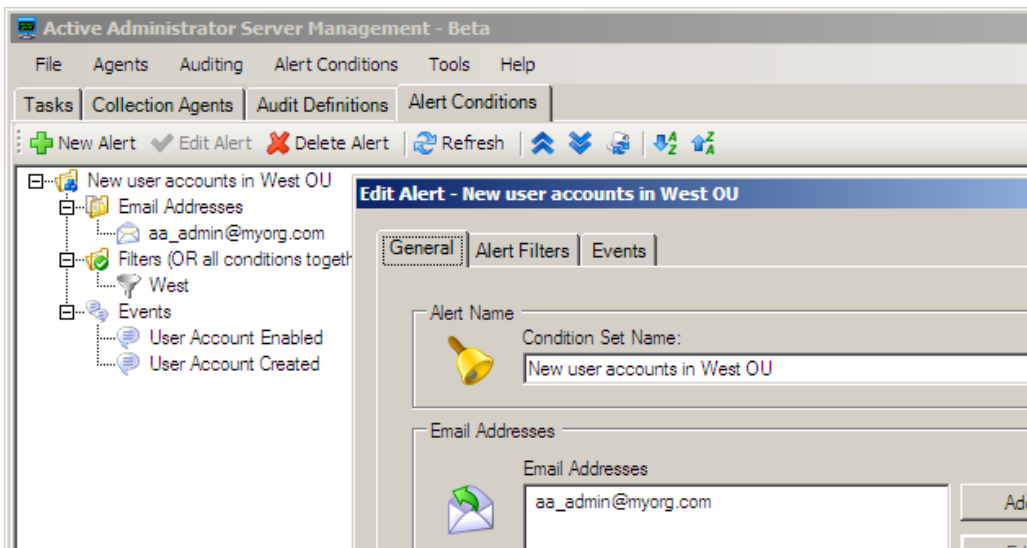 Active Administrator Server Management - Beta
File Agents Auditing Alert Conditions Tools Help
Tasks Collection Agents Audit Definitions Alert Conditions
New Alert Edit Alert Delete Alert Refresh
New user accounts in West OU
Email Addresses
aa_admin@myorg.com
Filters (OR all conditions togeth
West
Events
User Account Enabled
User Account Created
Edit Alert - New user accounts in West OU
General Alert Filters Events
Alert Name
Condition Set Name:
New user accounts in West OU
Email Addresses
Email Addresses
aa_admin@myorg.com